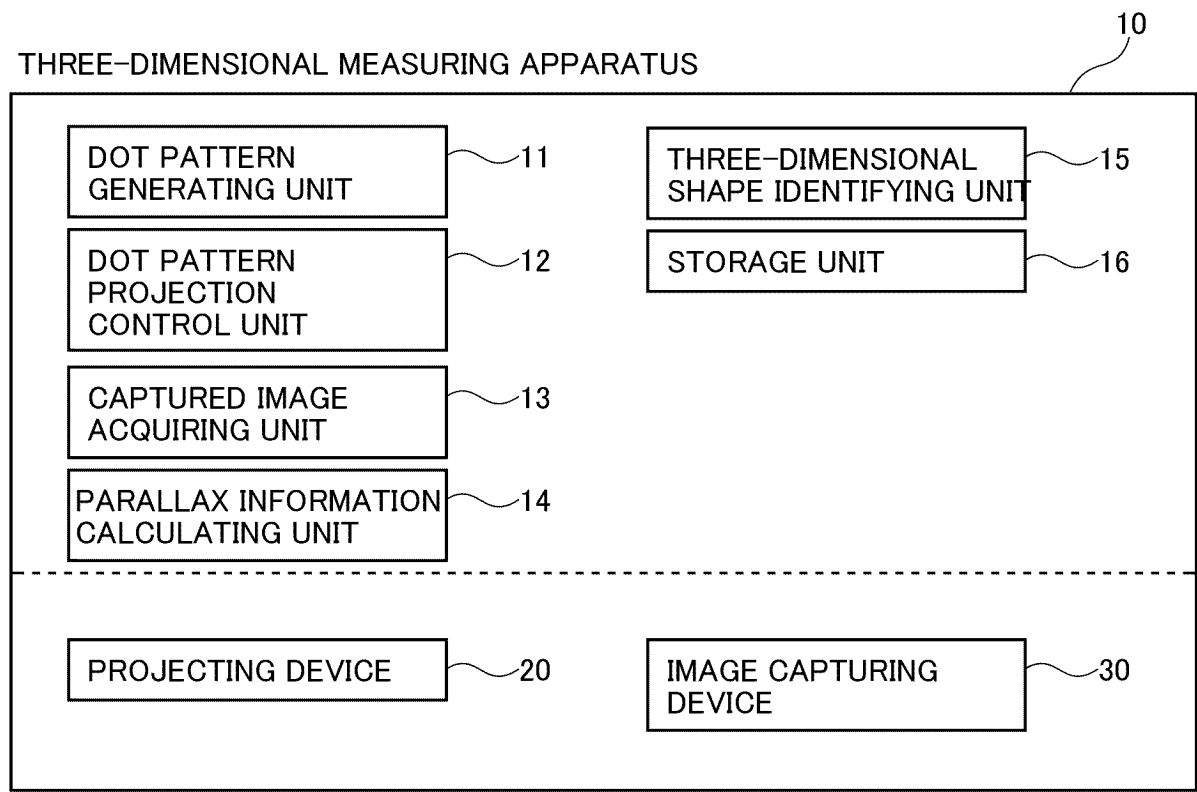 10
THREE-DIMENSIONAL MEASURING APPARATUS
DOT PATTERN
GENERATING UNIT
11
DOT PATTERN
PROJECTION
CONTROL UNIT
12
CAPTURED IMAGE
ACQUIRING UNIT
13
PARALLAX INFORMATION
CALCULATING UNIT
14
THREE-DIMENSIONAL
SHAPE IDENTIFYING UNIT
15
STORAGE UNIT
16
PROJECTING DEVICE
20
IMAGE CAPTURING
DEVICE
30